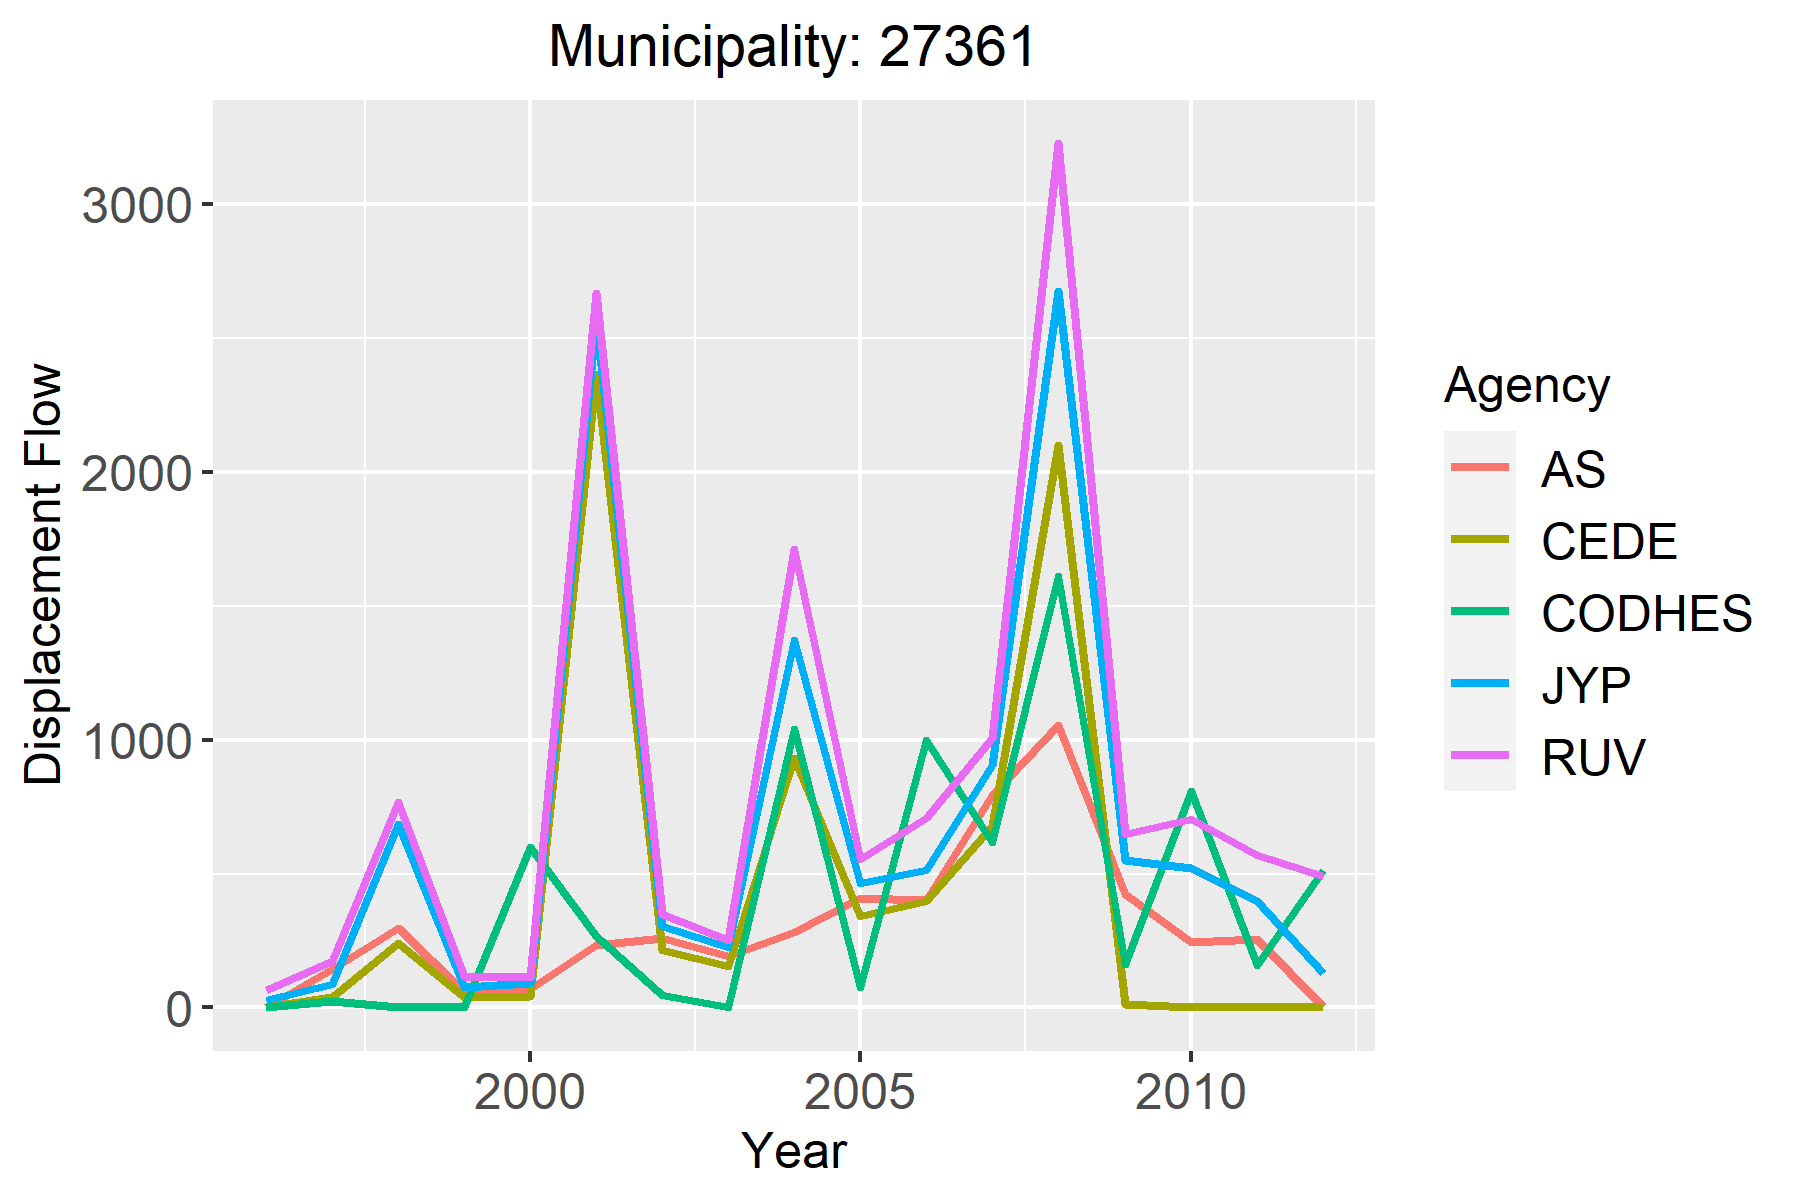 Municipality: 27361
Displacement Flow
3000
2000
1000
0
2000
2005
2010
Year
Agency
AS
CEDE
CODHES
JYP
RUV